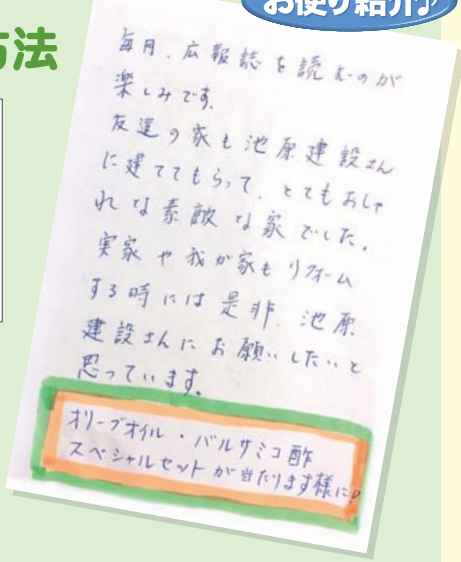 お便り紹介♪
方法
毎月、広報誌を読むのが
楽しみです。
友達の家も池原建設さん
に建ててもらって、とてもおしゃ
れな素敵な家でした。
実家や我が家もリフォーム
する時には是非、池原
建設さんにお願いしたいと
思っています。
オリーブオイル・バルサミコ酢
スペシャルセットが当たります様に!